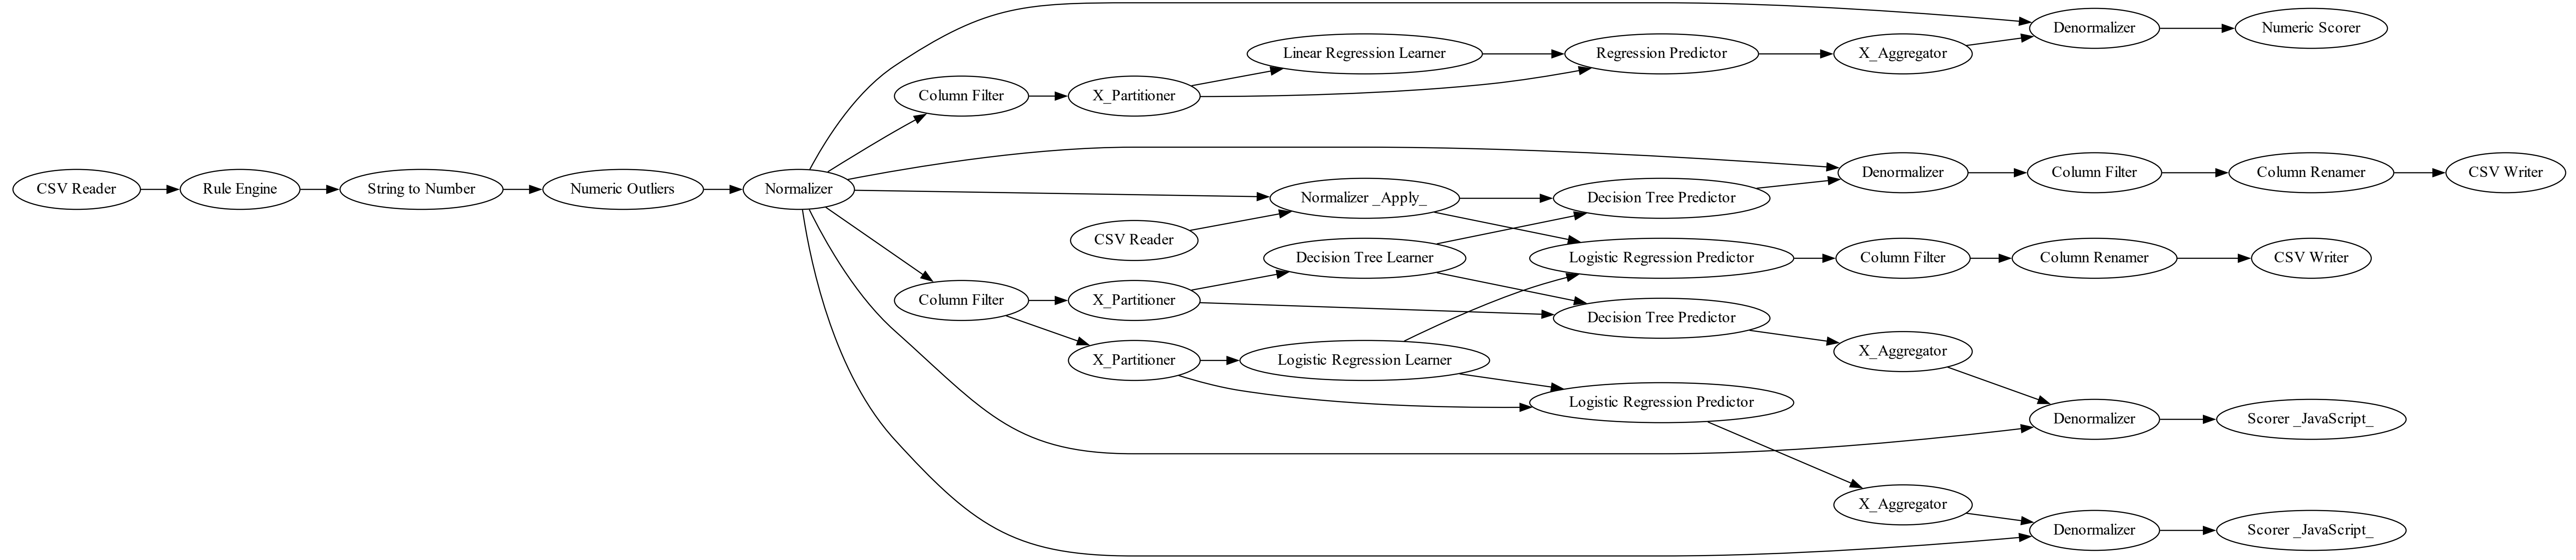 Denormalizer
Numeric Scorer
Linear Regression Learner
Regression Predictor
X_Aggregator
Column Filter
X_Partitioner
CSV Reader
Rule Engine
String to Number
Numeric Outliers
Normalizer
Denormalizer
Column Filter
Column Renamer
CSV Writer
Normalizer _Apply_
Decision Tree Predictor
CSV Reader
Decision Tree Learner
Logistic Regression Predictor
Column Filter
Column Renamer
CSV Writer
Column Filter
X_Partitioner
Decision Tree Predictor
X_Partitioner
Logistic Regression Learner
X_Aggregator
Logistic Regression Predictor
Denormalizer
Scorer _JavaScript_
X_Aggregator
Denormalizer
Scorer _JavaScript_